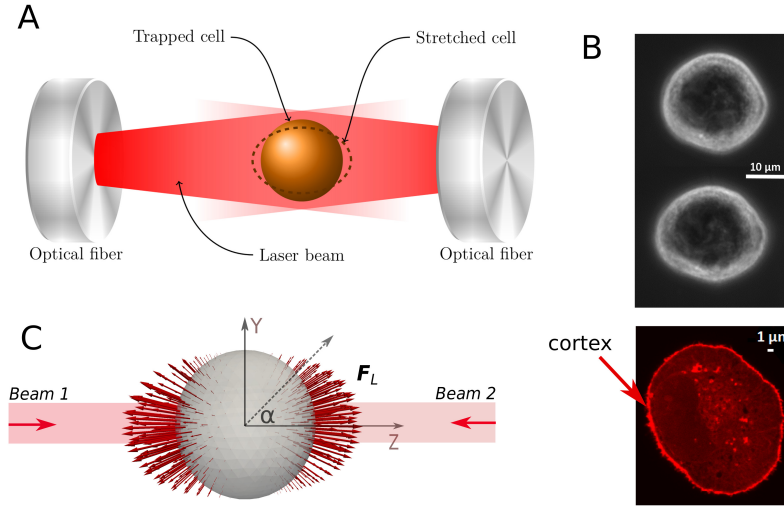 A
Trapped cell
Stretched cell
Optical fiber
Laser beam
Optical fiber
B
10 μm
cortex
1 μm
C
Y
F_L
Beam 1
Beam 2
α
Z